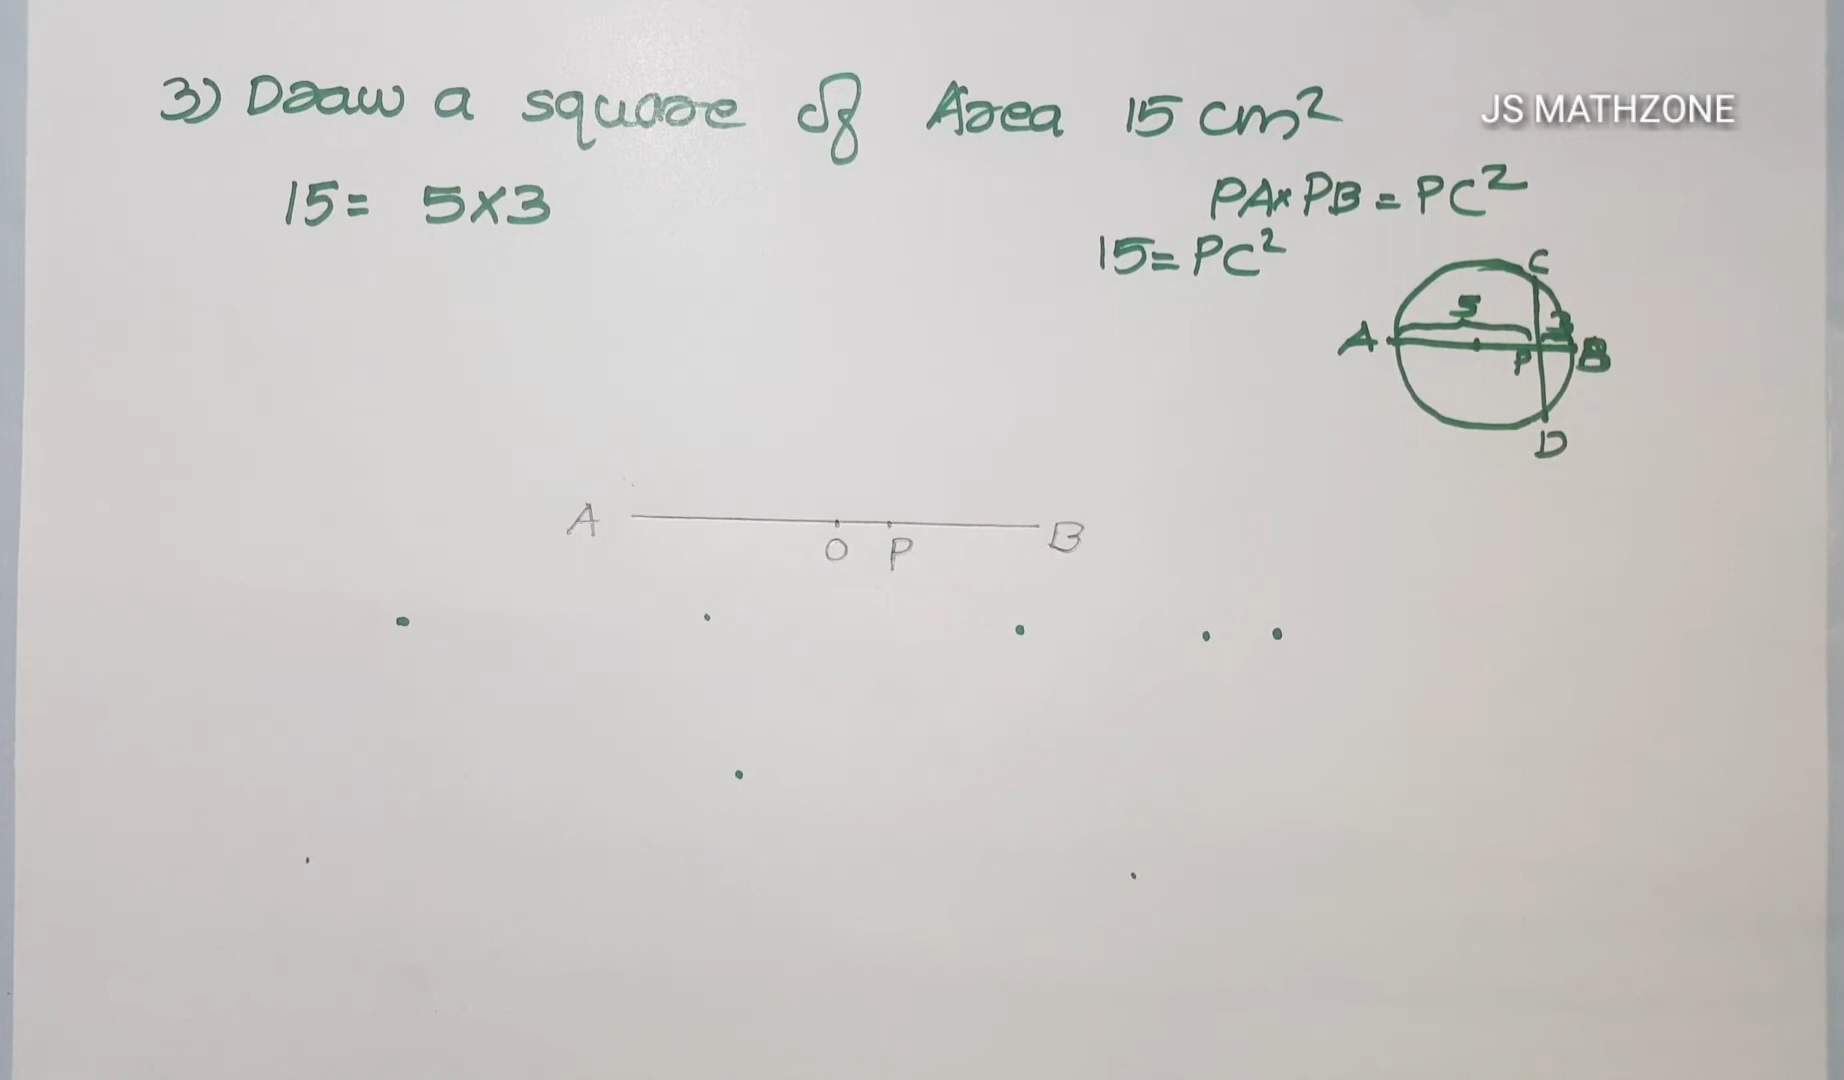 3) Draw a square of Area 15 cm²
JS MATHZONE
15 = 5×3
PA× PB = PC²
15 = PC²
C
5 3
A P B
D
A B
O P